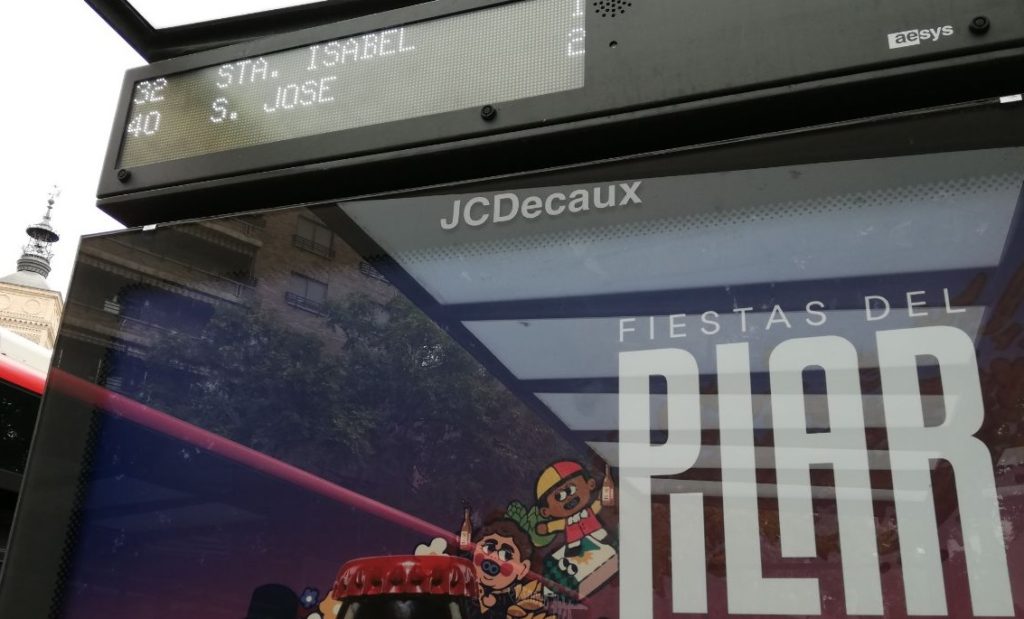 32 STA. ISABEL 1
40 S. JOSE 2
aesys
JCDecaux
FIESTAS DEL
PILAR